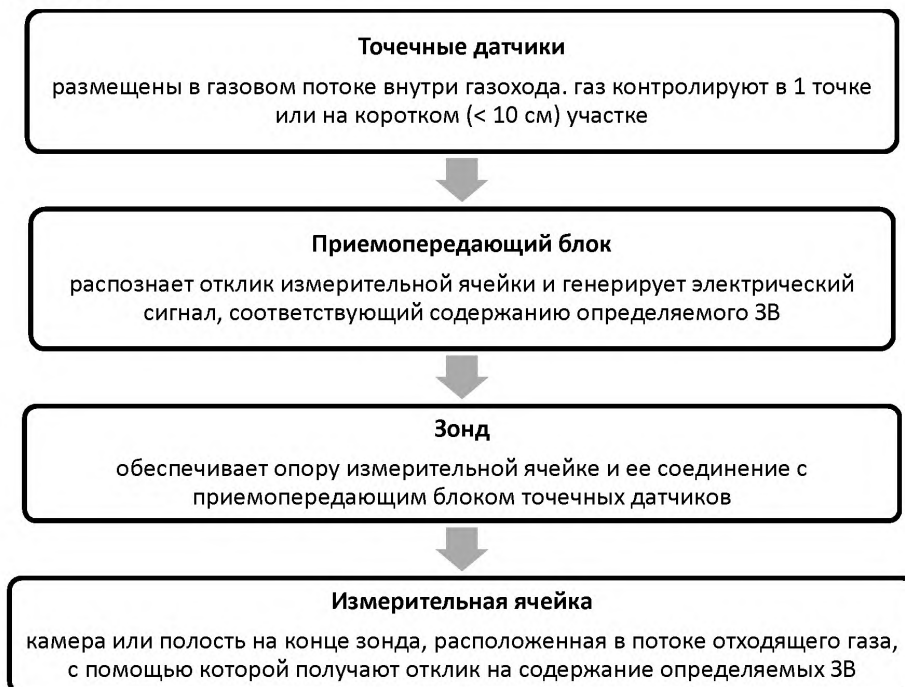 Точечные датчики
размещены в газовом потоке внутри газохода. газ контролируют в 1 точке
или на коротком (< 10 см) участке
Приемопередающий блок
распознает отклик измерительной ячейки и генерирует электрический
сигнал, соответствующий содержанию определяемого ЗВ
Зонд
обеспечивает опору измерительной ячейке и ее соединение с
приемопередающим блоком точечных датчиков
Измерительная ячейка
камера или полость на конце зонда, расположенная в потоке отходящего газа,
с помощью которой получают отклик на содержание определяемых ЗВ